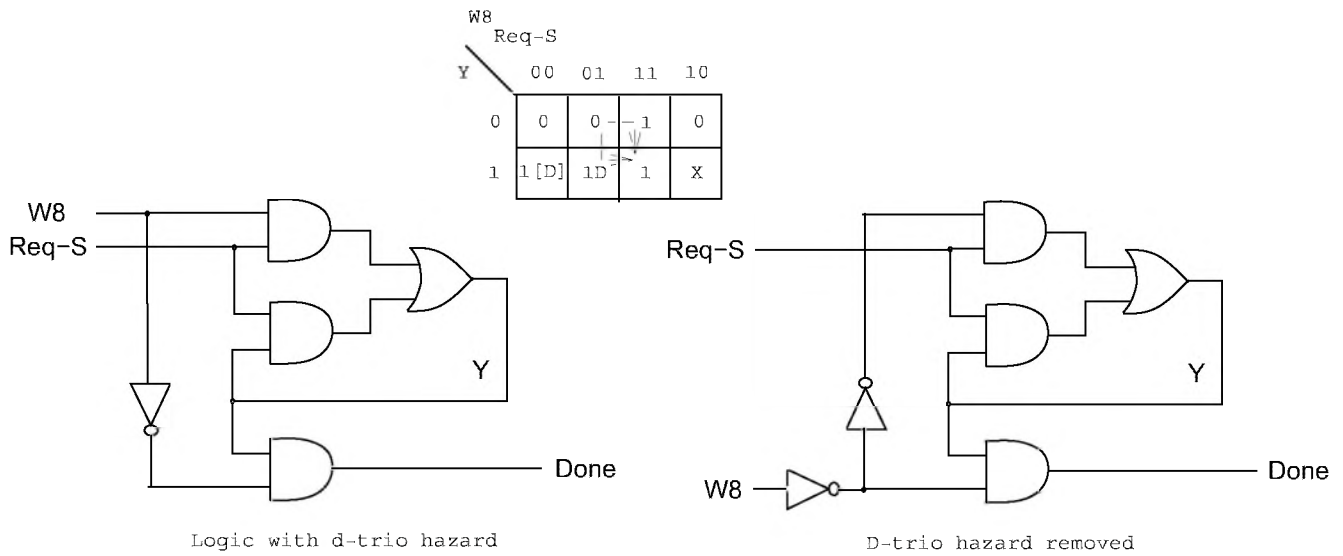 W8
Req-S
Y
00 01 11 10
0 0 0 1 0
1 1[D] 1D 1 X
W8
Req-S
Y
Done
Logic with d-trio hazard
Req-S
Y
W8
Done
D-trio hazard removed